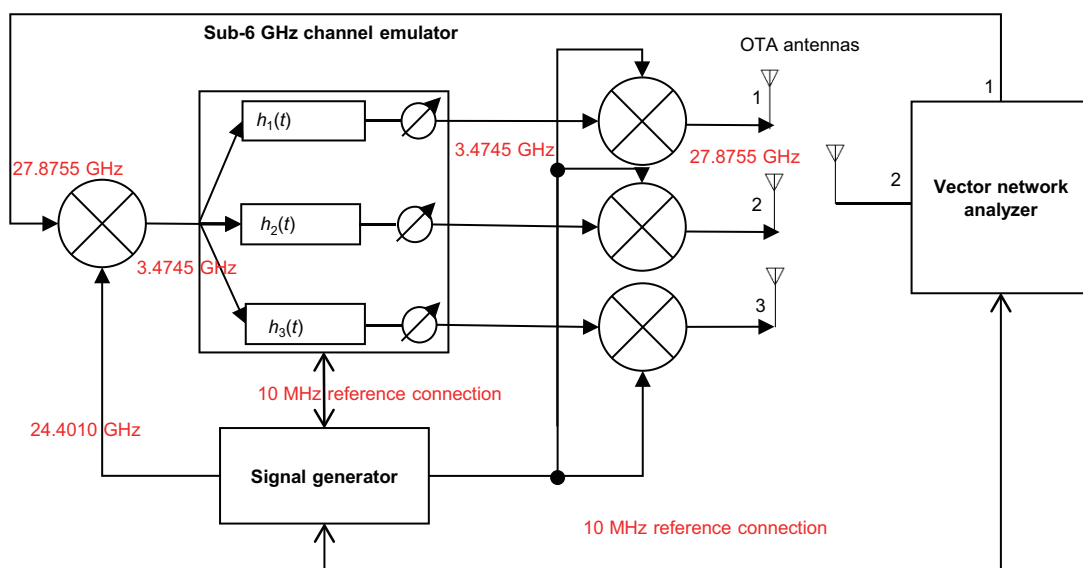 Sub-6 GHz channel emulator
OTA antennas
1
h1(t)
1
3.4745 GHz
27.8755 GHz
27.8755 GHz
2
Vector network
analyzer
h2(t)
2
3.4745 GHz
h3(t)
3
10 MHz reference connection
24.4010 GHz
Signal generator
10 MHz reference connection